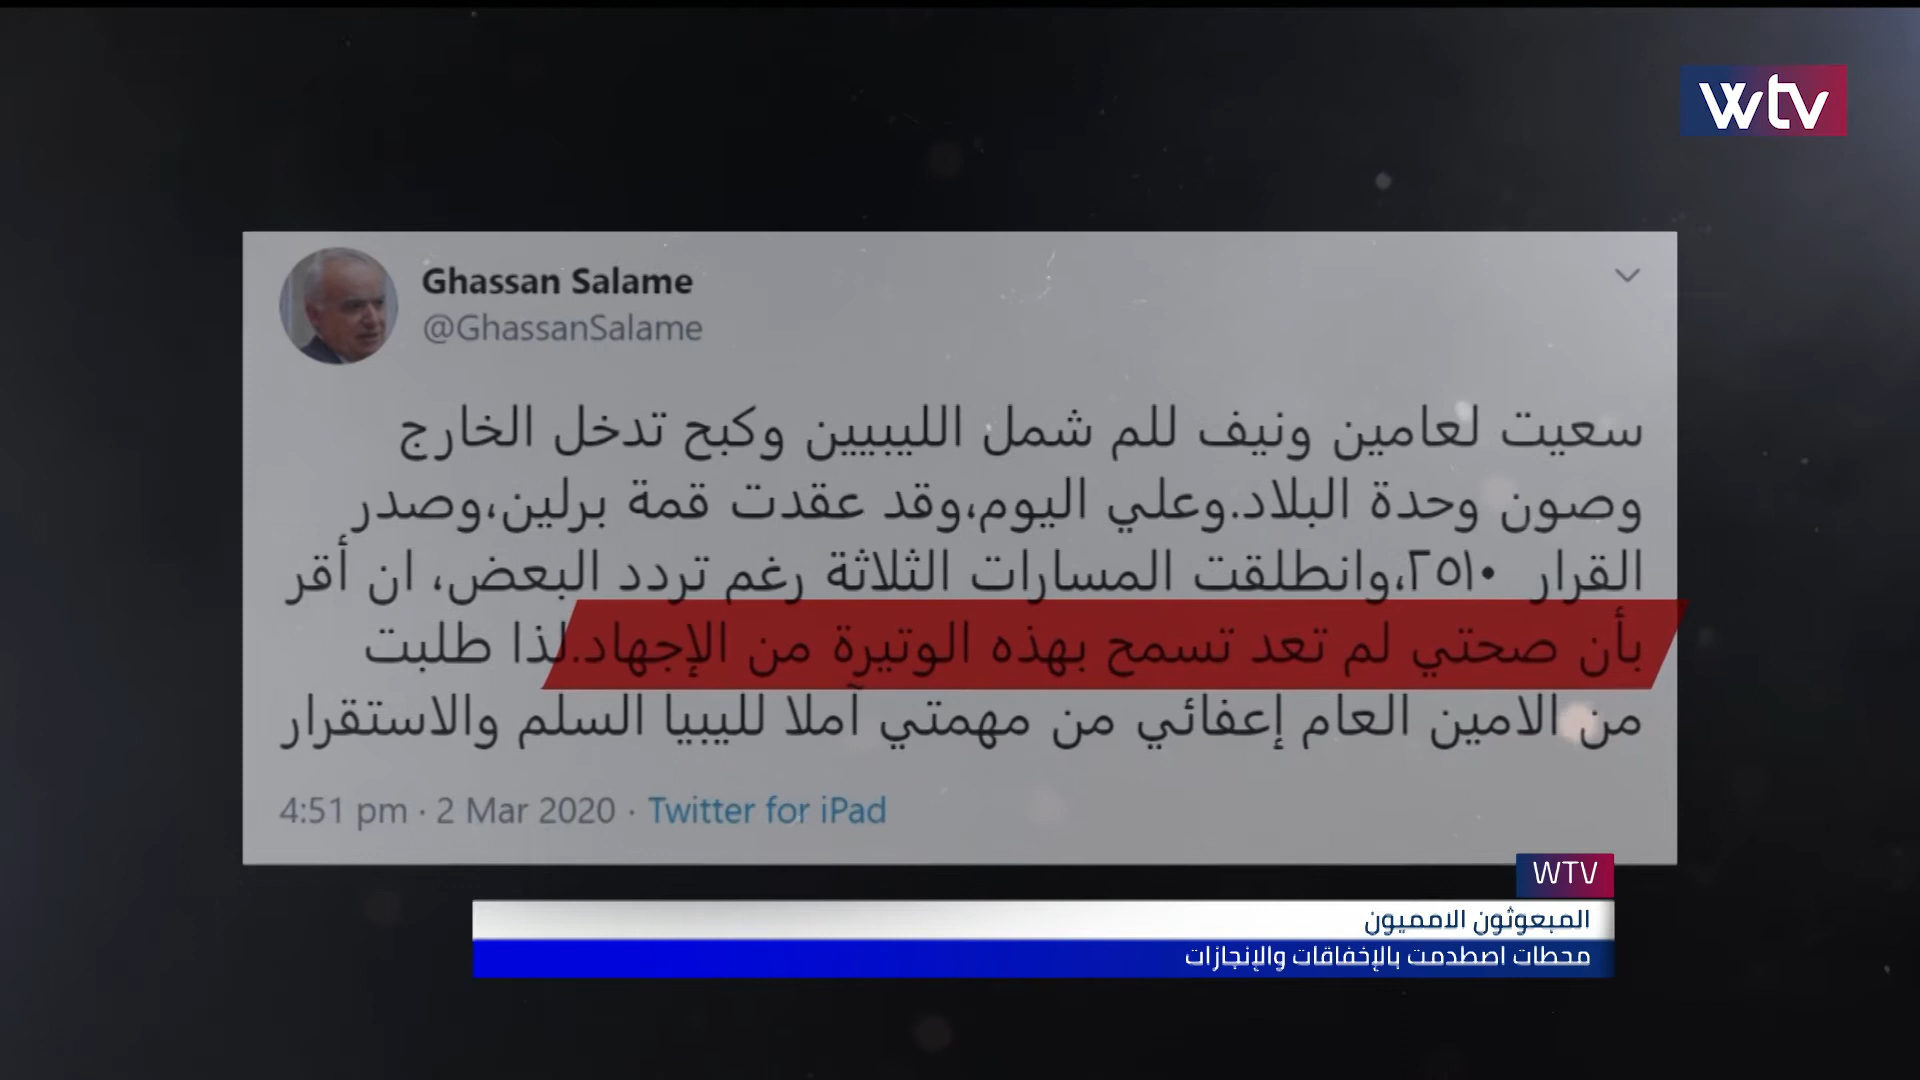 wtv
Ghassan Salame
@GhassanSalame
سعيت لعامين ونيف للم شمل الليبيين وكبح تدخل الخارج
وصون وحدة البلاد.وعلي اليوم،وقد عقدت قمة برلين،وصدر
القرار ٢٥١٠،وانطلقت المسارات الثلاثة رغم تردد البعض، ان أقر
بأن صحتي لم تعد تسمح بهذه الوتيرة من الإجهاد.لذا طلبت
من الامين العام إعفائي من مهمتي آملا لليبيا السلم والاستقرار
4:51 pm · 2 Mar 2020 · Twitter for iPad
WTV
المبعوثون الامميون
محطات اصطدمت بالإخفاقات والإنجازات